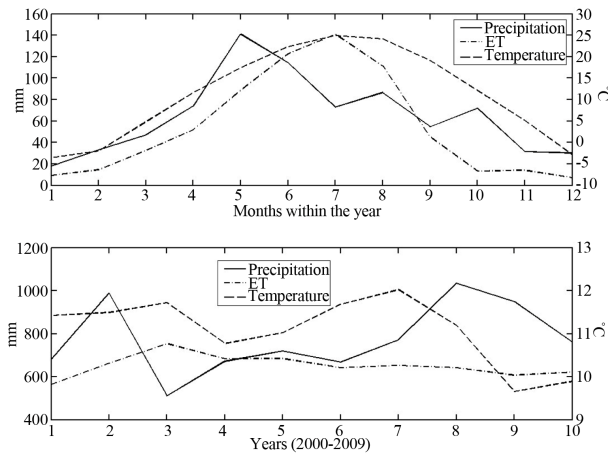 160
140
120
100
80
60
40
20
0
mm
30
25
20
15
10
5
0
-5
-10
°C
Precipitation
ET
Temperature
1 2 3 4 5 6 7 8 9 10 11 12
Months within the year
1200
1000
800
600
400
mm
13
12
11
10
9
°C
Precipitation
ET
Temperature
1 2 3 4 5 6 7 8 9 10
Years (2000-2009)